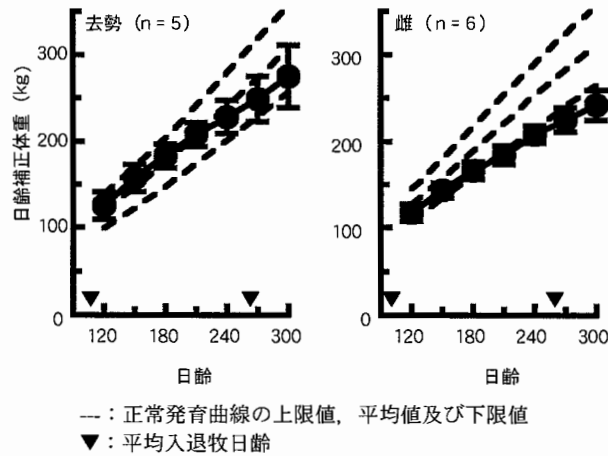 去勢 (n = 5)
雌 (n = 6)
日齢補正体重 (kg)
300
200
100
0
300
200
100
0
120 180 240 300
120 180 240 300
日齢
日齢
---：正常発育曲線の上限値，平均値及び下限値
▼：平均入退牧日齢